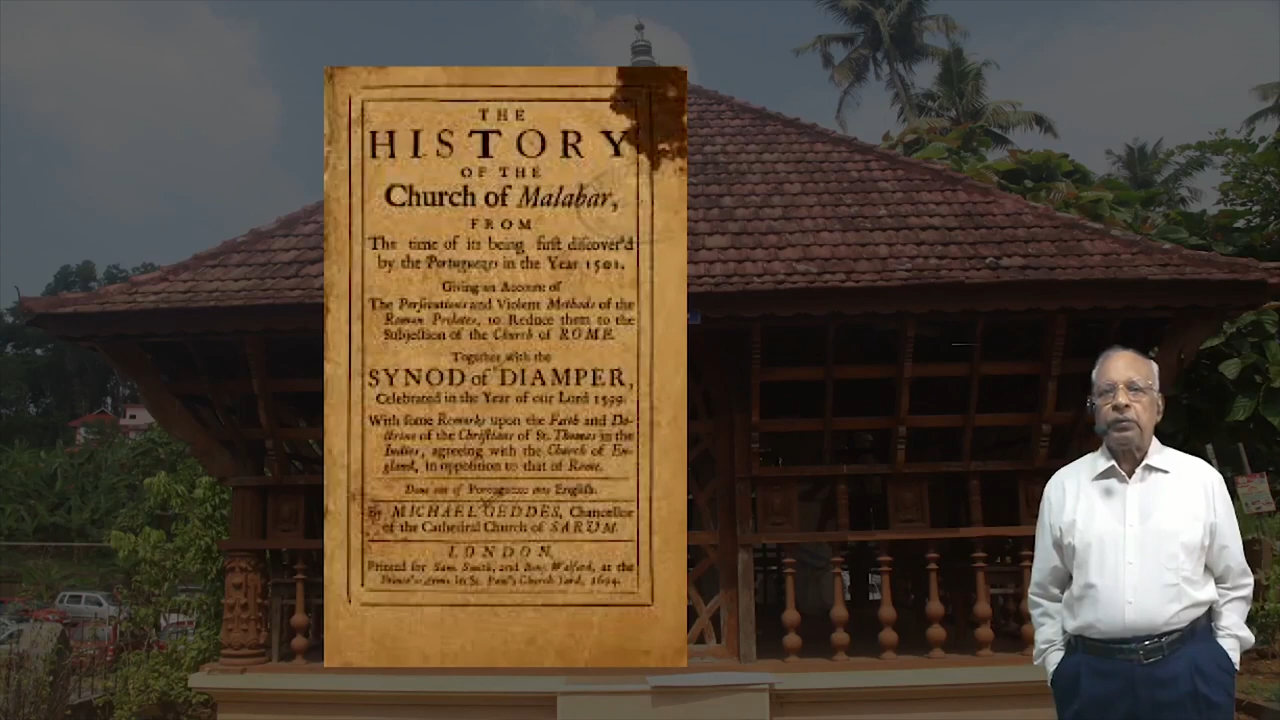 THE
HISTORY
OF THE
Church of Malabar,
FROM
The time of its being first discover'd
by the Portuguezes in the Year 1501.
Giving an Account of
The Persecutions and Violent Methods of the
Roman Prelates, to Reduce them to the
Subjection of the Church of ROME.
Together with the
SYNOD of DIAMPER,
Celebrated in the Year of our Lord 1599.
With some Remarks upon the Faith and Do-
ctrine of the Christians of St. Thomas in the
Indies, agreeing with the Church of En-
gland, in opposition to that of Rome.
Done out of Portugueze into English.
By MICHAEL GEDDES, Chancellor
of the Cathedral Church of SARUM.
LONDON,
Printed for Sam. Smith, and Benj. Walford, at the
Prince's Arms in St. Paul's Church Yard, 1694.